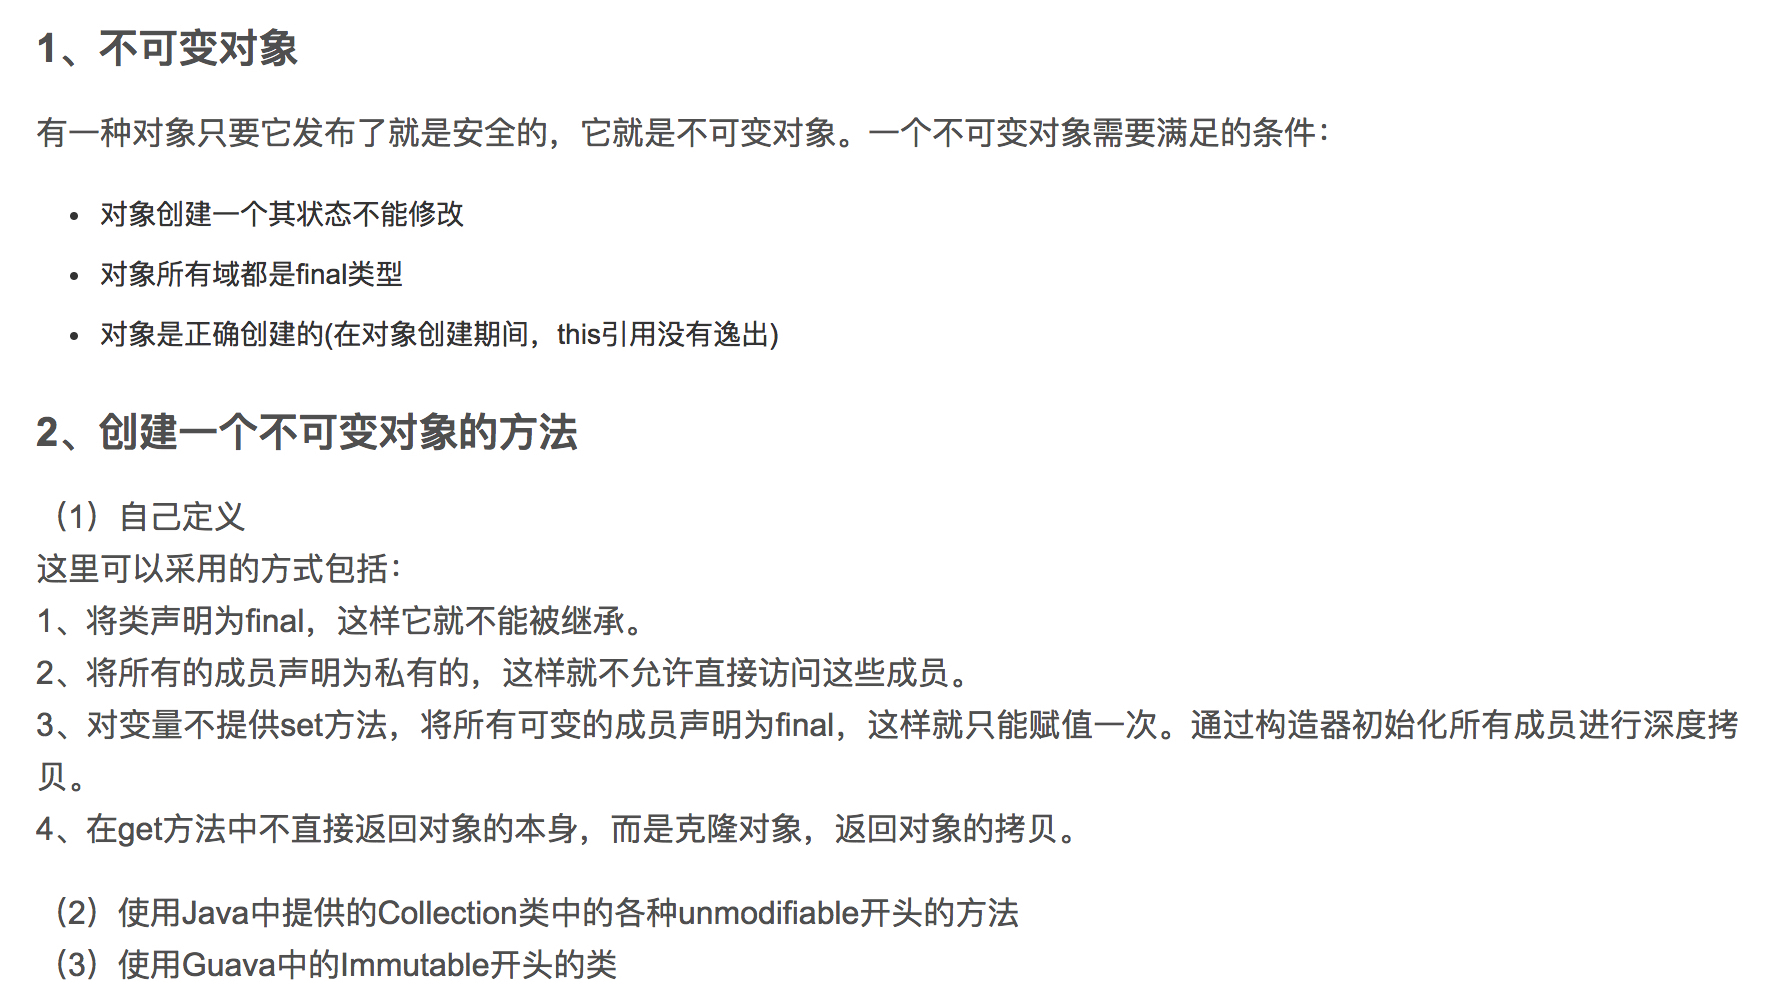 1、不可变对象
有一种对象只要它发布了就是安全的，它就是不可变对象。一个不可变对象需要满足的条件：
• 对象创建一个其状态不能修改
• 对象所有域都是final类型
• 对象是正确创建的(在对象创建期间，this引用没有逸出)
2、创建一个不可变对象的方法
（1）自己定义
这里可以采用的方式包括：
1、将类声明为final，这样它就不能被继承。
2、将所有的成员声明为私有的，这样就不允许直接访问这些成员。
3、对变量不提供set方法，将所有可变的成员声明为final，这样就只能赋值一次。通过构造器初始化所有成员进行深度拷
贝。
4、在get方法中不直接返回对象的本身，而是克隆对象，返回对象的拷贝。
（2）使用Java中提供的Collection类中的各种unmodifiable开头的方法
（3）使用Guava中的Immutable开头的类